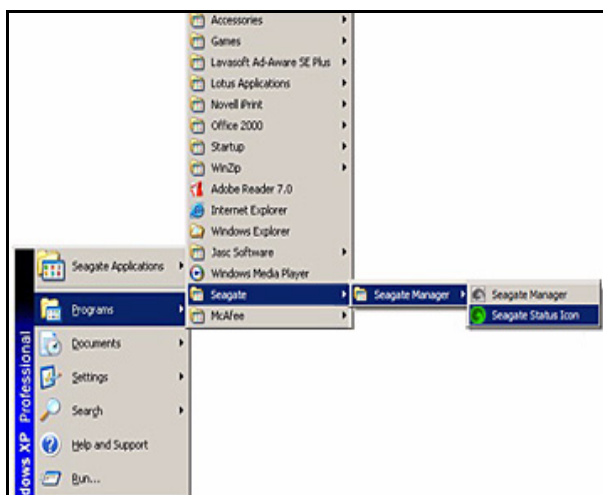 Accessories
Games
Lavasoft Ad-Aware SE Plus
Lotus Applications
Novell iPrint
Office 2000
Startup
WinZip
Adobe Reader 7.0
Internet Explorer
Windows Explorer
Jasc Software
Windows Media Player
Seagate
McAfee
Seagate Manager
Seagate Manager
Seagate Status Icon
Seagate Applications
Programs
Documents
Settings
Search
Help and Support
Run...
dows XP Professional